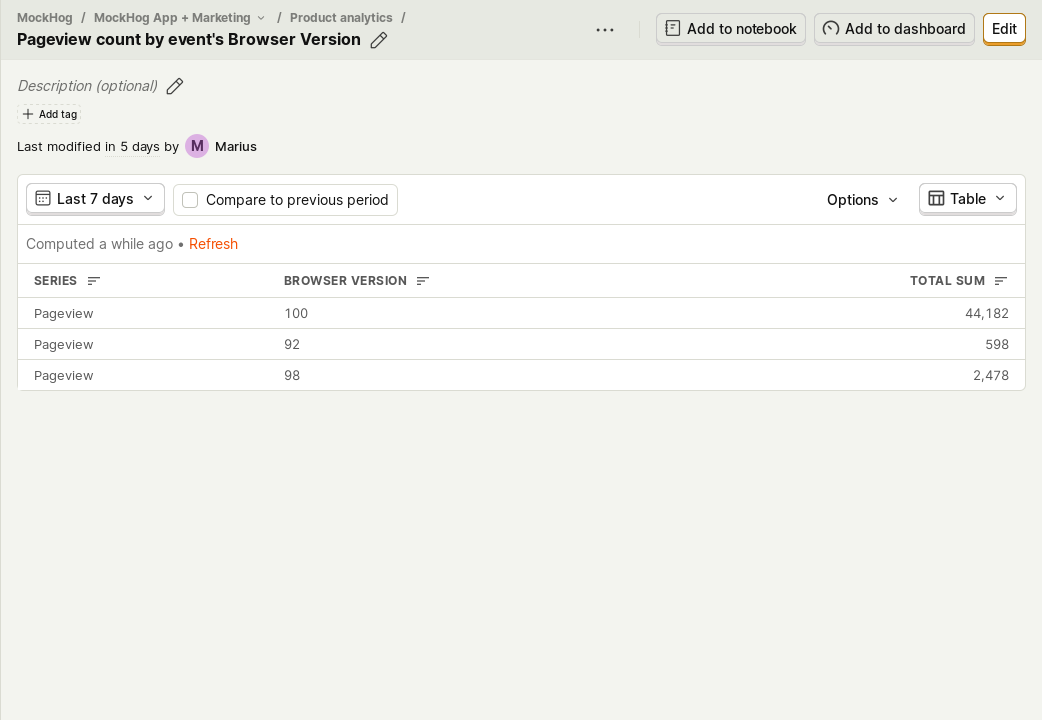 MockHog / MockHog App + Marketing / Product analytics /
Pageview count by event's Browser Version
Add to notebook
Add to dashboard
Edit
Description (optional)
Add tag
Last modified in 5 days by M Marius
Last 7 days
Compare to previous period
Options
Table
Computed a while ago • Refresh
SERIES BROWSER VERSION TOTAL SUM
Pageview 100 44,182
Pageview 92 598
Pageview 98 2,478